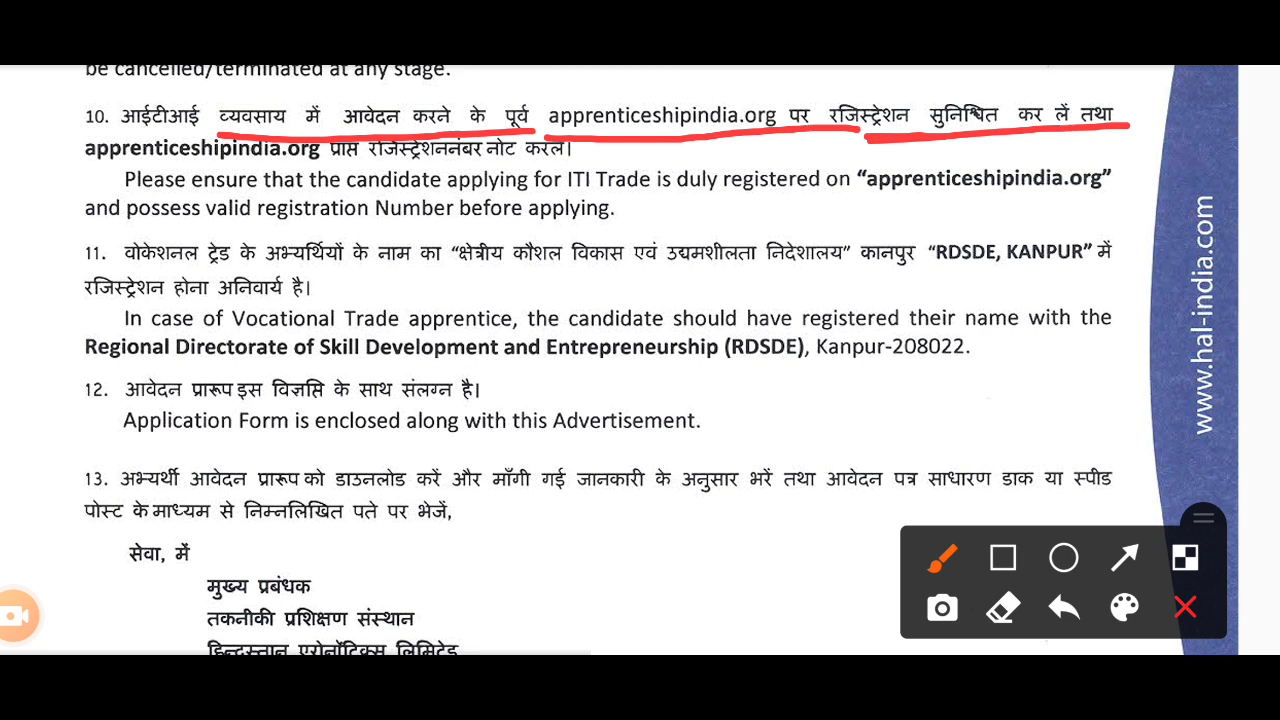 be cancelled/terminated at any stage.
10. आईटीआई व्यवसाय में आवेदन करने के पूर्व apprenticeshipindia.org पर रजिस्ट्रेशन सुनिश्चित कर लें तथा
apprenticeshipindia.org प्राप्त रजिस्ट्रेशननंबर नोट करलें।
Please ensure that the candidate applying for ITI Trade is duly registered on “apprenticeshipindia.org”
and possess valid registration Number before applying.
11. वोकेशनल ट्रेड के अभ्यर्थियों के नाम का “क्षेत्रीय कौशल विकास एवं उद्यमशीलता निदेशालय” कानपुर “RDSDE, KANPUR” में
रजिस्ट्रेशन होना अनिवार्य है।
In case of Vocational Trade apprentice, the candidate should have registered their name with the
Regional Directorate of Skill Development and Entrepreneurship (RDSDE), Kanpur-208022.
12. आवेदन प्रारूप इस विज्ञप्ति के साथ संलग्न है।
Application Form is enclosed along with this Advertisement.
13. अभ्यर्थी आवेदन प्रारूप को डाउनलोड करें और माँगी गई जानकारी के अनुसार भरें तथा आवेदन पत्र साधारण डाक या स्पीड
पोस्ट के माध्यम से निम्नलिखित पते पर भेजें,
सेवा, में
मुख्य प्रबंधक
तकनीकी प्रशिक्षण संस्थान
हिन्दुस्तान एरोनॉटिक्स लिमिटेड
www.hal-india.com